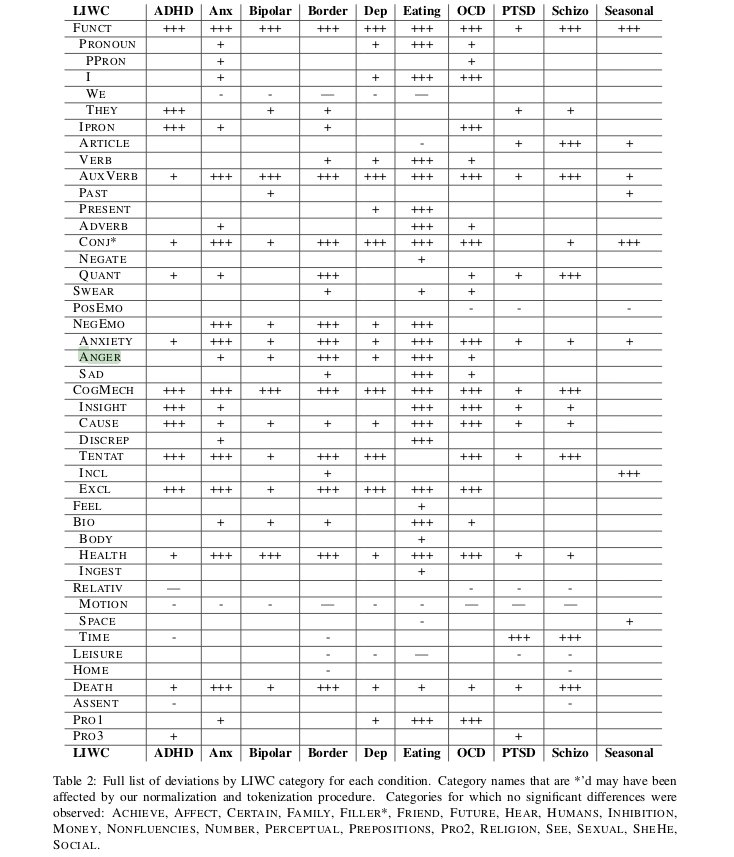 LIWC ADHD Anx Bipolar Border Dep Eating OCD PTSD Schizo Seasonal
FUNCT +++ +++ +++ +++ +++ +++ +++ + +++ +++
PRONOUN + + +++ +
PPRON + +
I + + +++ +++
WE - - — - —
THEY +++ + + + +
IPRON +++ + + +++
ARTICLE - + +++ +
VERB + + +++ +
AUXVERB + +++ +++ +++ +++ +++ +++ + +++ +
PAST + +
PRESENT + +++
ADVERB + +++ +
CONJ* + +++ + +++ +++ +++ +++ + +++
NEGATE +
QUANT + + +++ + + +++
SWEAR + + +
POSEMO - - -
NEGEMO +++ + +++ + +++
ANXIETY + +++ + +++ + +++ +++ + + +
ANGER + + +++ + +++ +
SAD + +++ +
COGMECH +++ +++ +++ +++ +++ +++ +++ + +++
INSIGHT +++ + +++ +++ + +
CAUSE +++ + + + + +++ +++ + +
DISCREP + +++
TENTAT +++ +++ + +++ +++ +++ + +++
INCL + +++
EXCL +++ +++ + +++ +++ +++ +++
FEEL +
BIO + + + +++ +
BODY +
HEALTH + +++ +++ +++ + +++ +++ + +
INGEST +
RELATIV — - - -
MOTION - - - — - - — — —
SPACE - +
TIME - - +++ +++
LEISURE - - — - -
HOME - -
DEATH + +++ + +++ + + + + +++
ASSENT - -
PRO1 + + +++ +++
PRO3 + +
LIWC ADHD Anx Bipolar Border Dep Eating OCD PTSD Schizo Seasonal
Table 2: Full list of deviations by LIWC category for each condition. Category names that are *'d may have been
affected by our normalization and tokenization procedure. Categories for which no significant differences were
observed: ACHIEVE, AFFECT, CERTAIN, FAMILY, FILLER*, FRIEND, FUTURE, HEAR, HUMANS, INHIBITION,
MONEY, NONFLUENCIES, NUMBER, PERCEPTUAL, PREPOSITIONS, PRO2, RELIGION, SEE, SEXUAL, SHEHE,
SOCIAL.